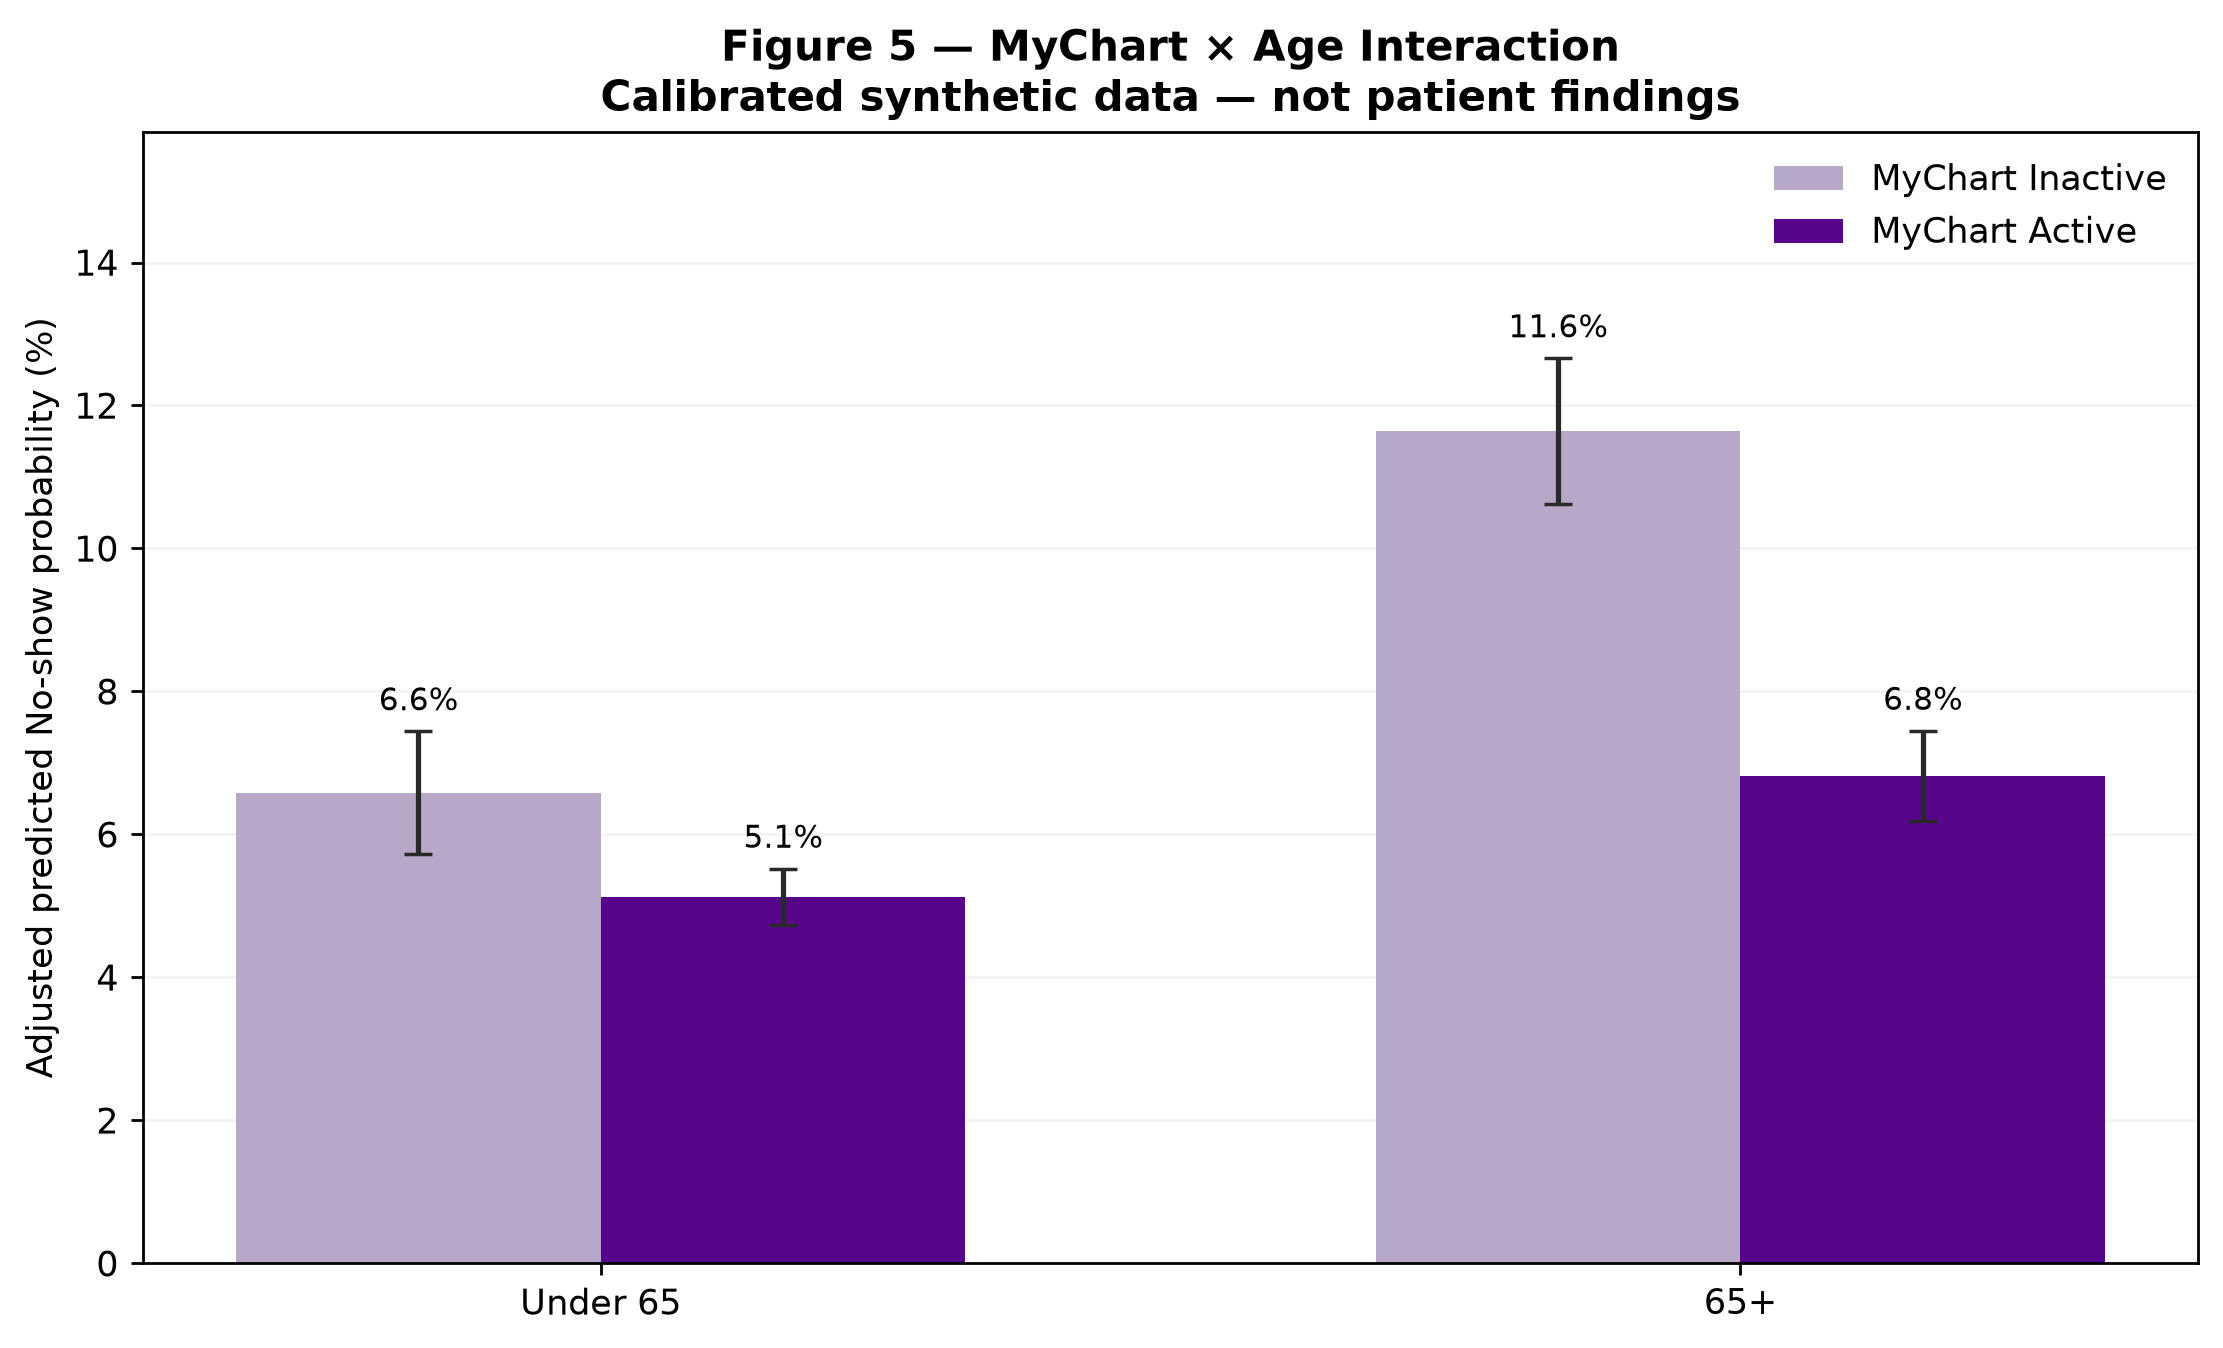 Figure 5 — MyChart × Age Interaction
Calibrated synthetic data — not patient findings
MyChart Inactive
MyChart Active
Adjusted predicted No-show probability (%)
14
12
10
8
6
4
2
0
6.6%
5.1%
11.6%
6.8%
Under 65
65+